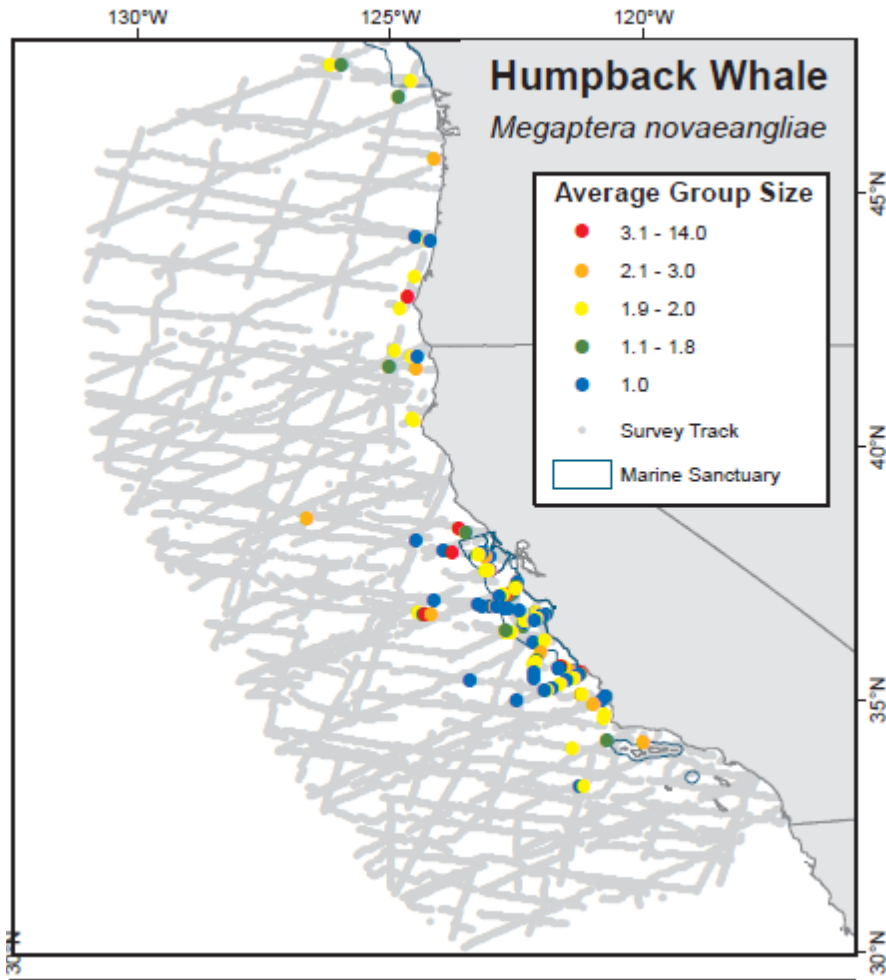 130°W 125°W 120°W
Humpback Whale
Megaptera novaeangliae
Average Group Size
3.1 - 14.0
2.1 - 3.0
1.9 - 2.0
1.1 - 1.8
1.0
Survey Track
Marine Sanctuary
45°N
40°N
35°N
30°N 30°N